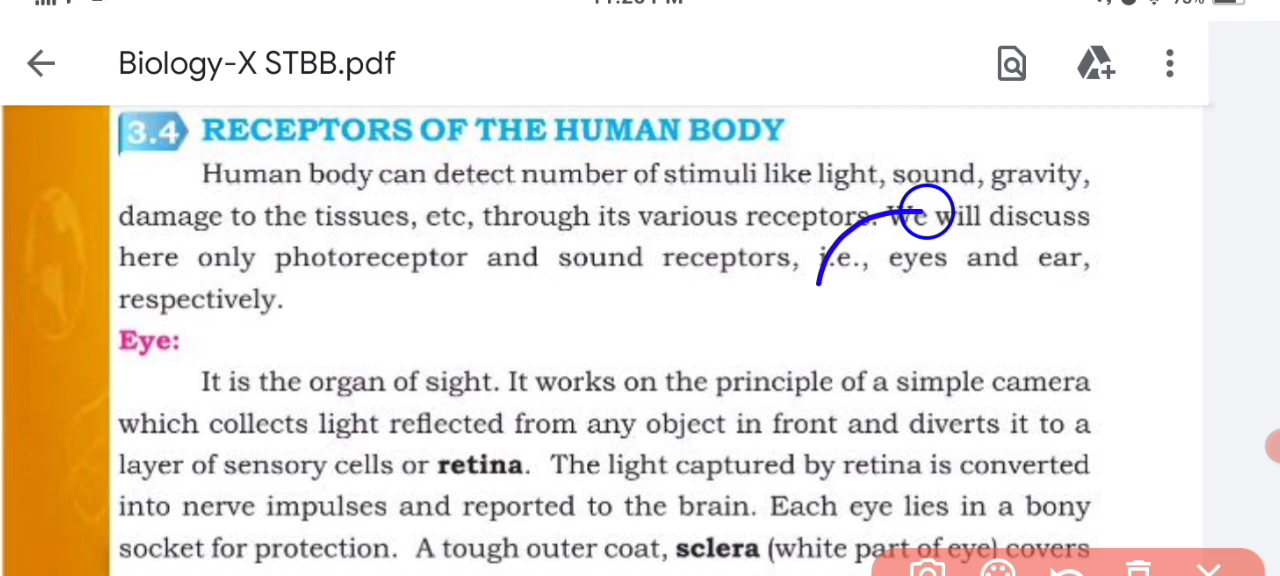 Biology-X STBB.pdf
3.4 RECEPTORS OF THE HUMAN BODY
Human body can detect number of stimuli like light, sound, gravity,
damage to the tissues, etc, through its various receptors. We will discuss
here only photoreceptor and sound receptors, i.e., eyes and ear,
respectively.
Eye:
It is the organ of sight. It works on the principle of a simple camera
which collects light reflected from any object in front and diverts it to a
layer of sensory cells or retina. The light captured by retina is converted
into nerve impulses and reported to the brain. Each eye lies in a bony
socket for protection. A tough outer coat, sclera (white part of eye) covers